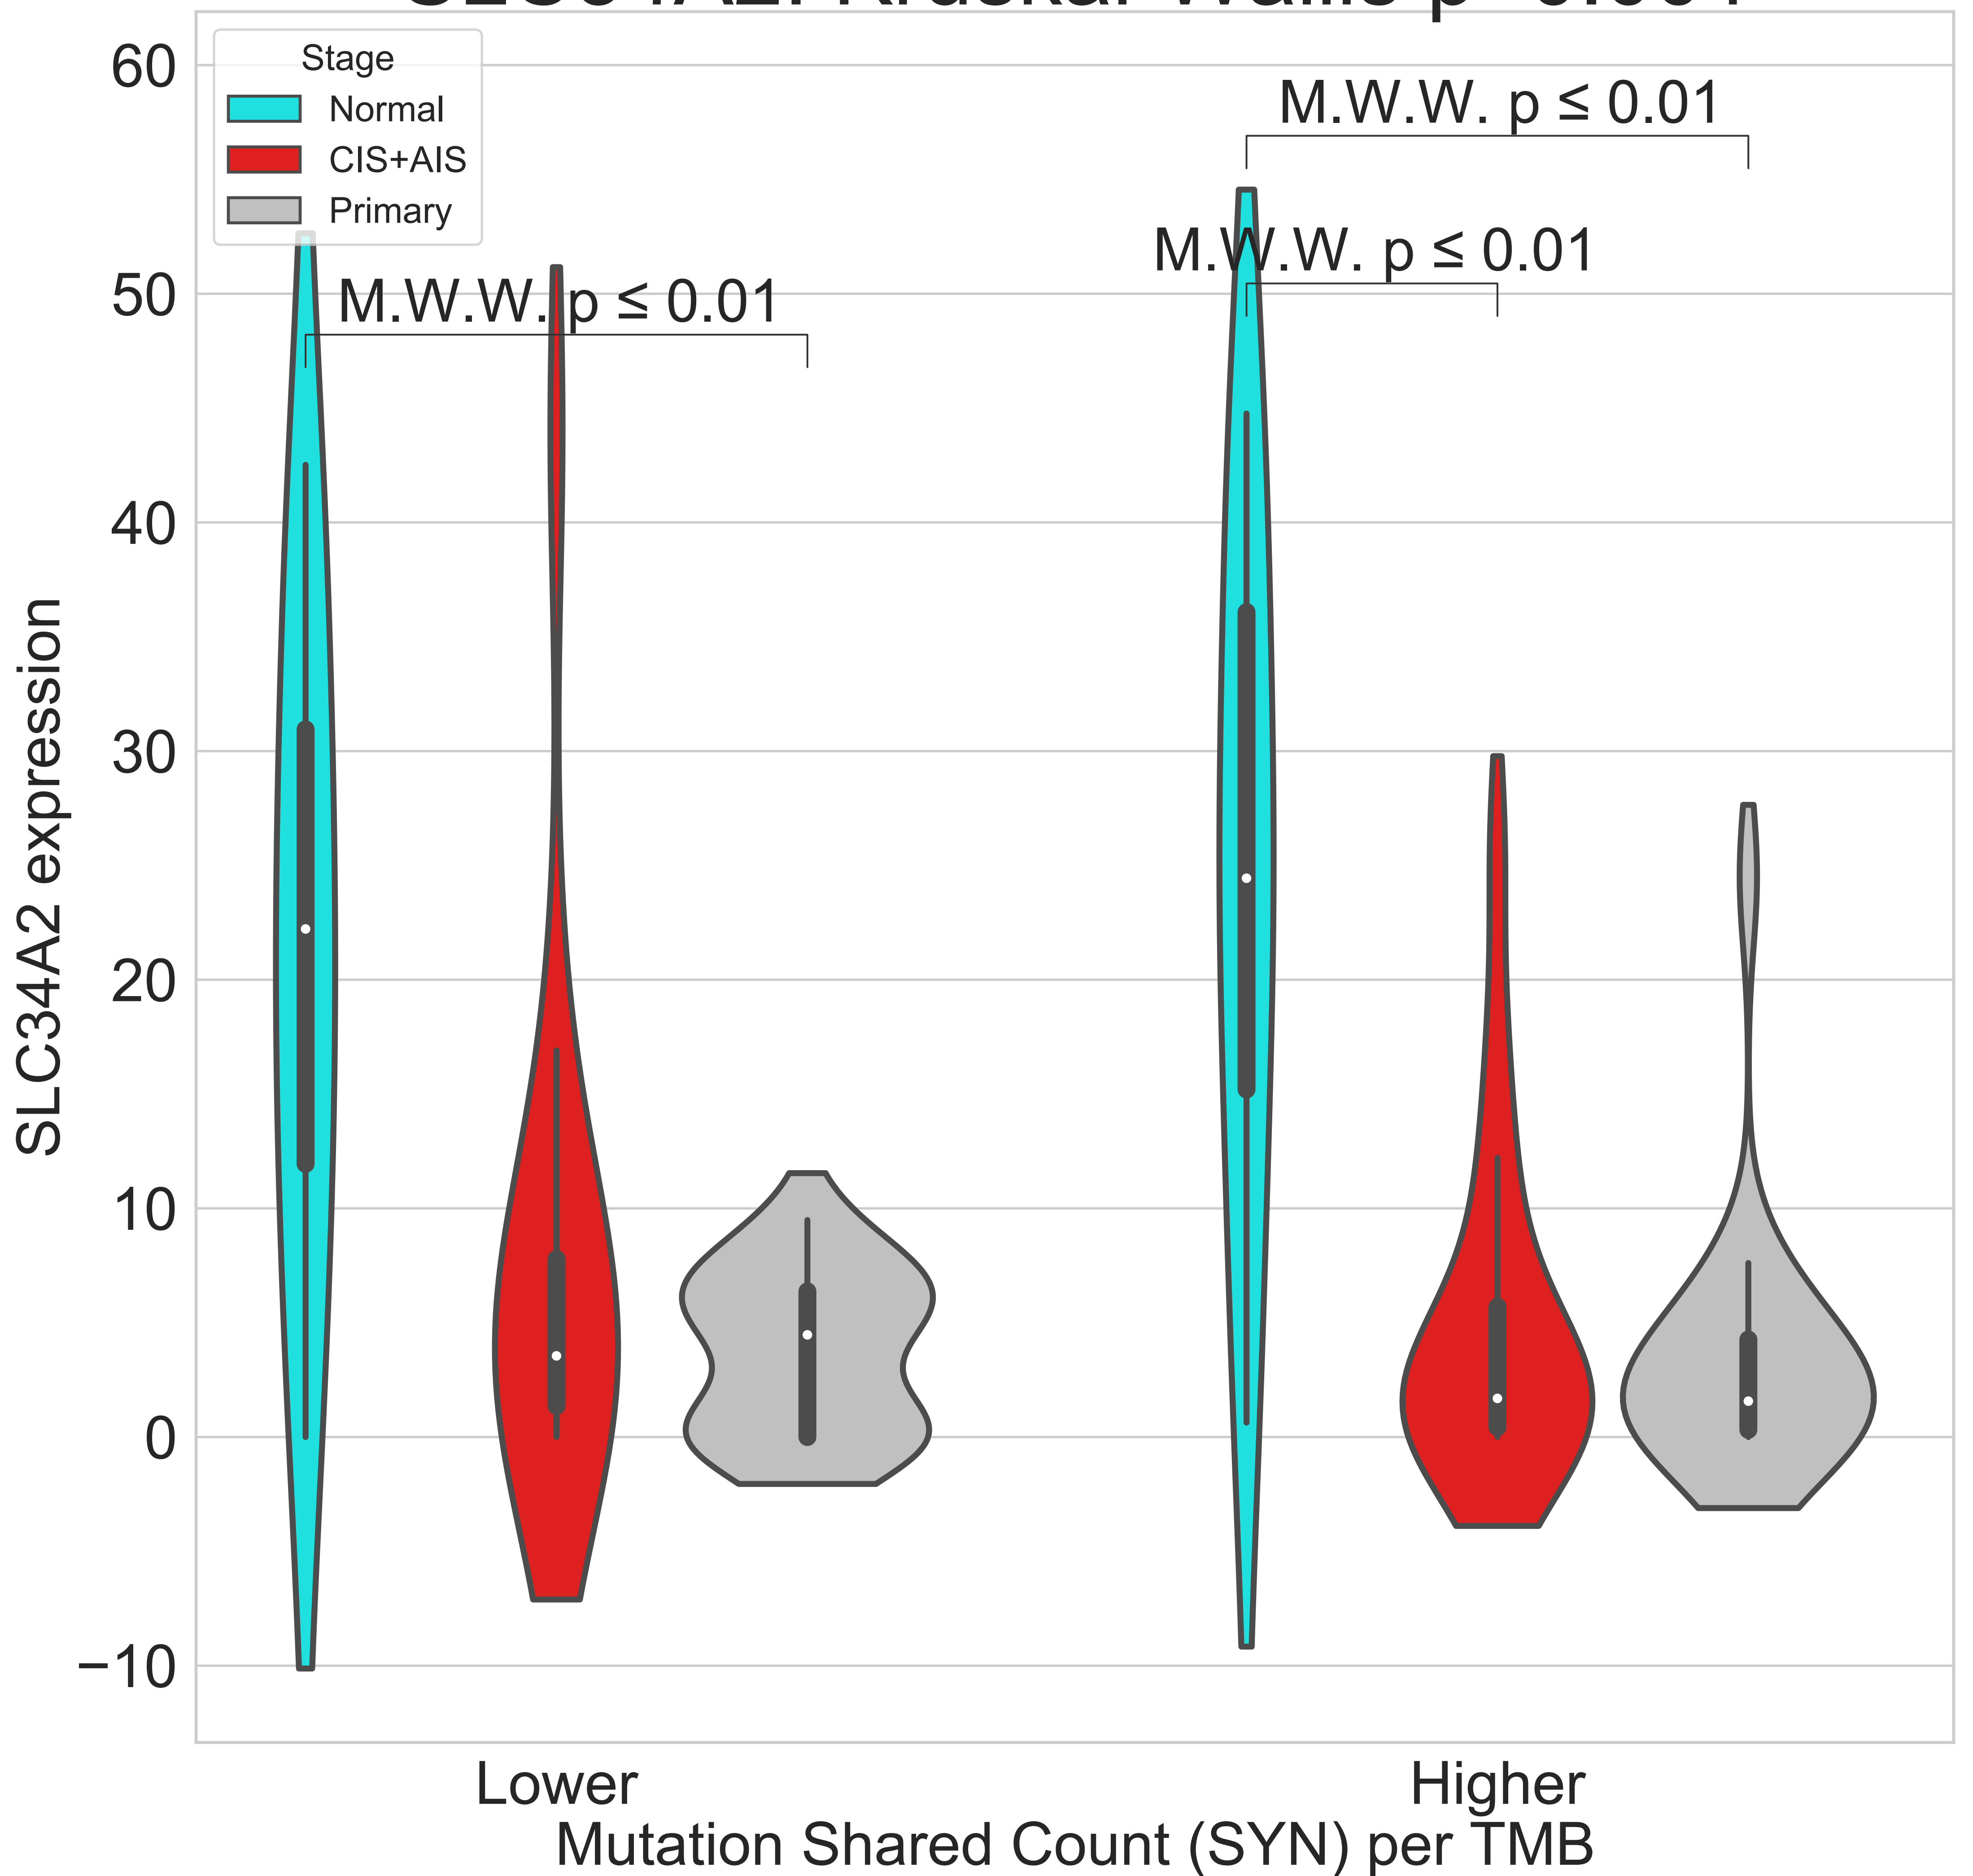 60
50
40
30
20
10
0
−10
SLC34A2 expression
Stage
Normal
CIS+AIS
Primary
M.W.W. p ≤ 0.01
M.W.W. p ≤ 0.01
M.W.W. p ≤ 0.01
Lower
Higher
Mutation Shared Count (SYN) per TMB